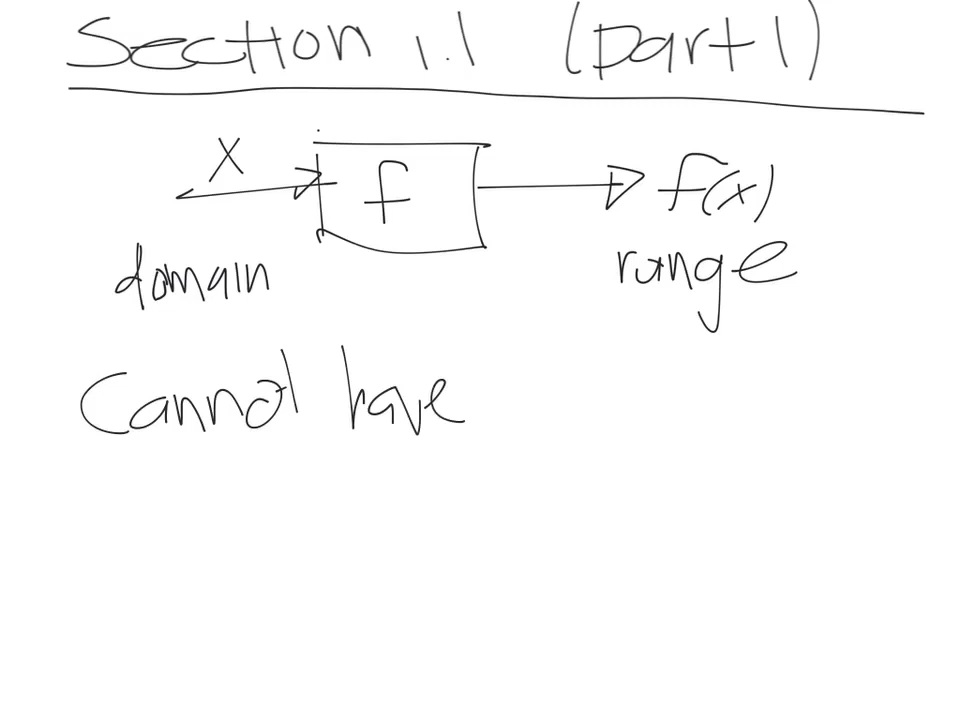 Section 1.1 (part 1)
x f f(x)
domain range
Cannot have